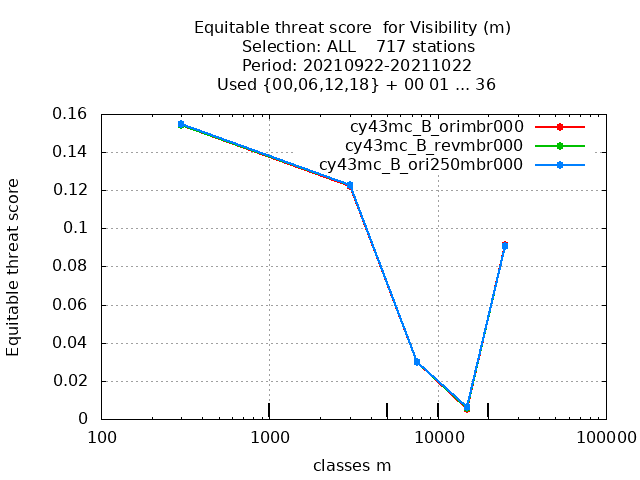 Equitable threat score  for Visibility (m)
Selection: ALL    717 stations
Period: 20210922-20211022
Used {00,06,12,18} + 00 01 ... 36
cy43mc_B_orimbr000
cy43mc_B_revmbr000
cy43mc_B_ori250mbr000
Equitable threat score
0.16
0.14
0.12
0.1
0.08
0.06
0.04
0.02
0
100
1000
10000
100000
classes m